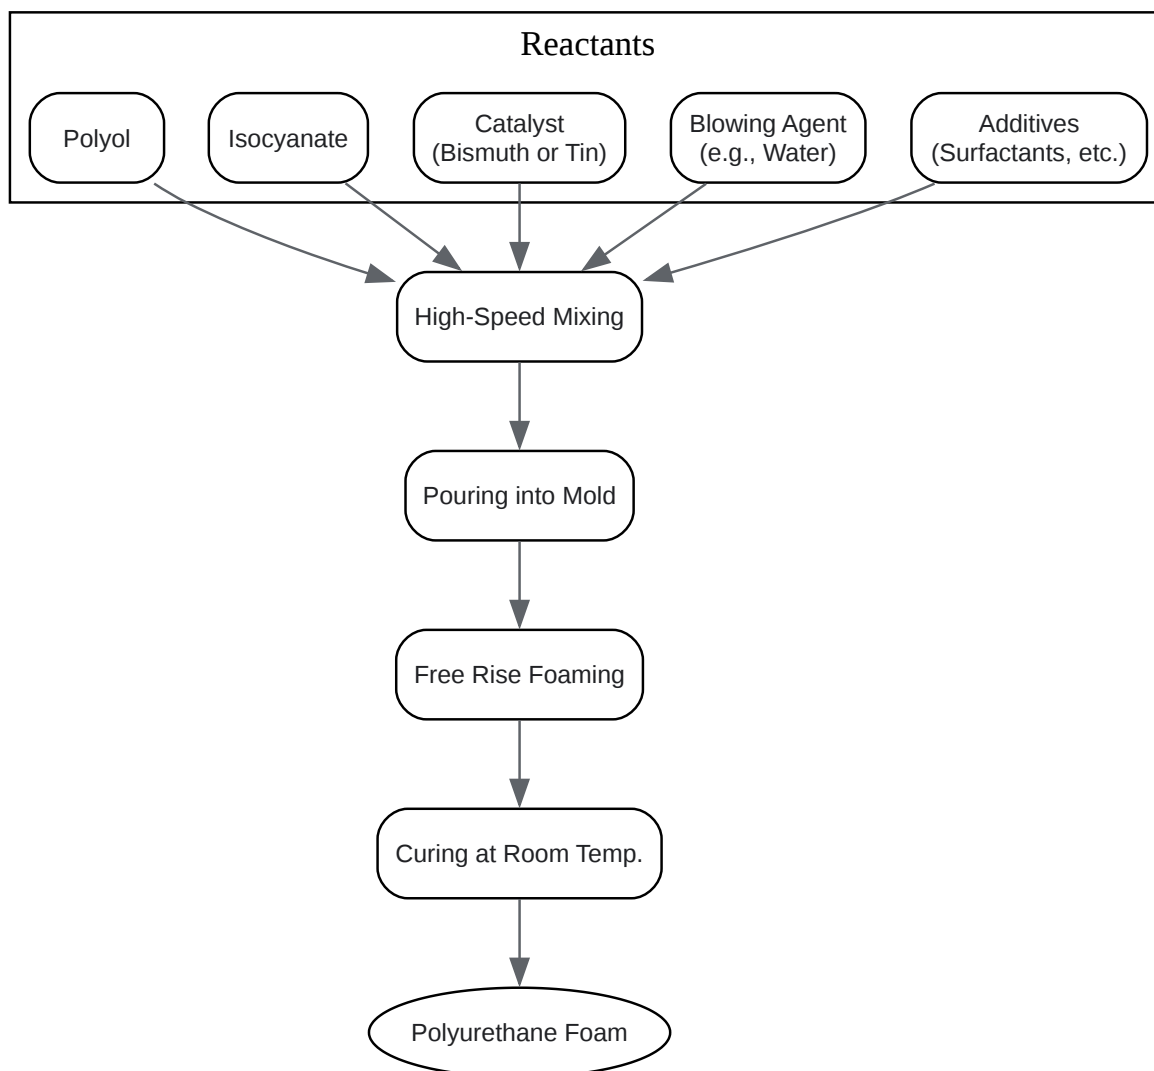 Reactants
Polyol
Isocyanate
Catalyst
(Bismuth or Tin)
Blowing Agent
(e.g., Water)
Additives
(Surfactants, etc.)
High-Speed Mixing
Pouring into Mold
Free Rise Foaming
Curing at Room Temp.
Polyurethane Foam